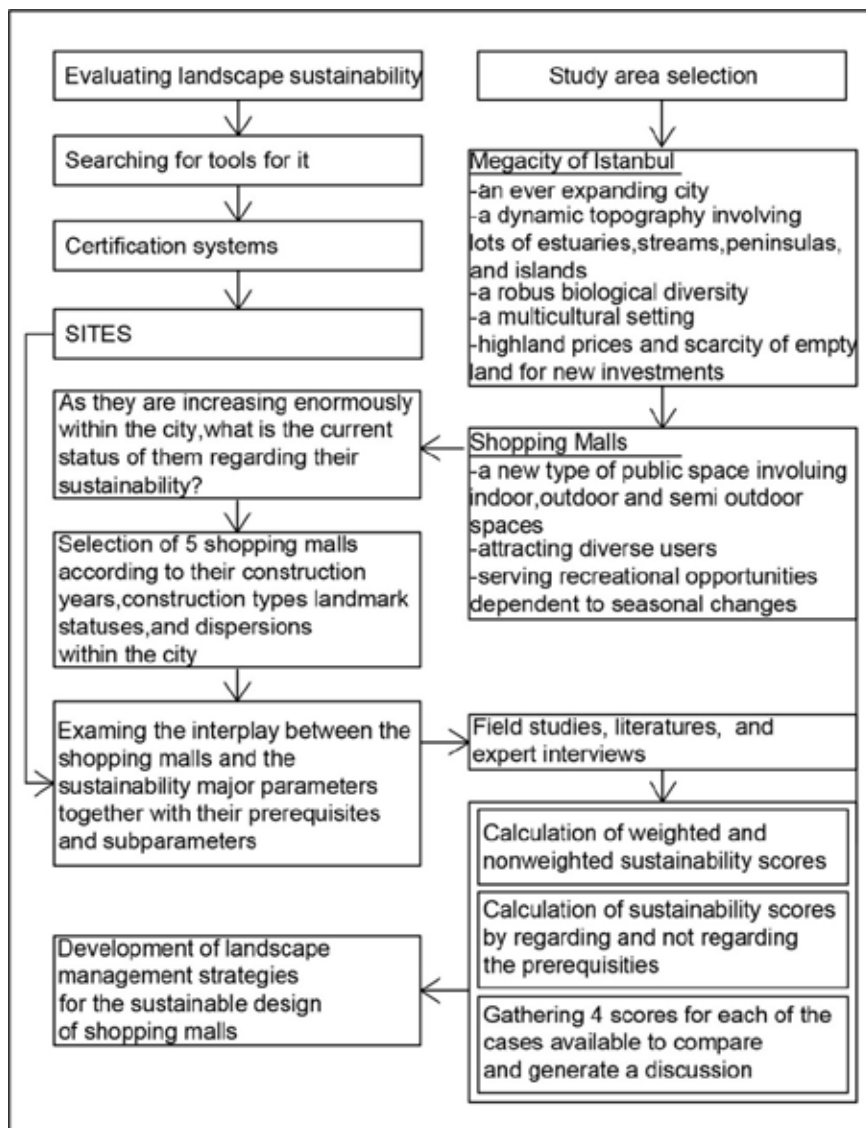 Evaluating landscape sustainability
Searching for tools for it
Certification systems
SITES
As they are increasing enormously
within the city,what is the current
status of them regarding their
sustainability?
Selection of 5 shopping malls
according to their construction
years,construction types landmark
statuses,and dispersions
within the city
Examing the interplay between the
shopping malls and the
sustainability major parameters
together with their prerequisites
and subparameters
Development of landscape
management strategies
for the sustainable design
of shopping malls
Study area selection
Megacity of Istanbul
-an ever expanding city
-a dynamic topography involving
lots of estuaries,streams,peninsulas,
and islands
-a robus biological diversity
-a multicultural setting
-highland prices and scarcity of empty
land for new investments
Shopping Malls
-a new type of public space involuing
indoor,outdoor and semi outdoor
spaces
-attracting diverse users
-serving recreational opportunities
dependent to seasonal changes
Field studies, literatures, and
expert interviews
Calculation of weighted and
nonweighted sustainability scores
Calculation of sustainability scores
by regarding and not regarding
the prerequisities
Gathering 4 scores for each of the
cases available to compare
and generate a discussion